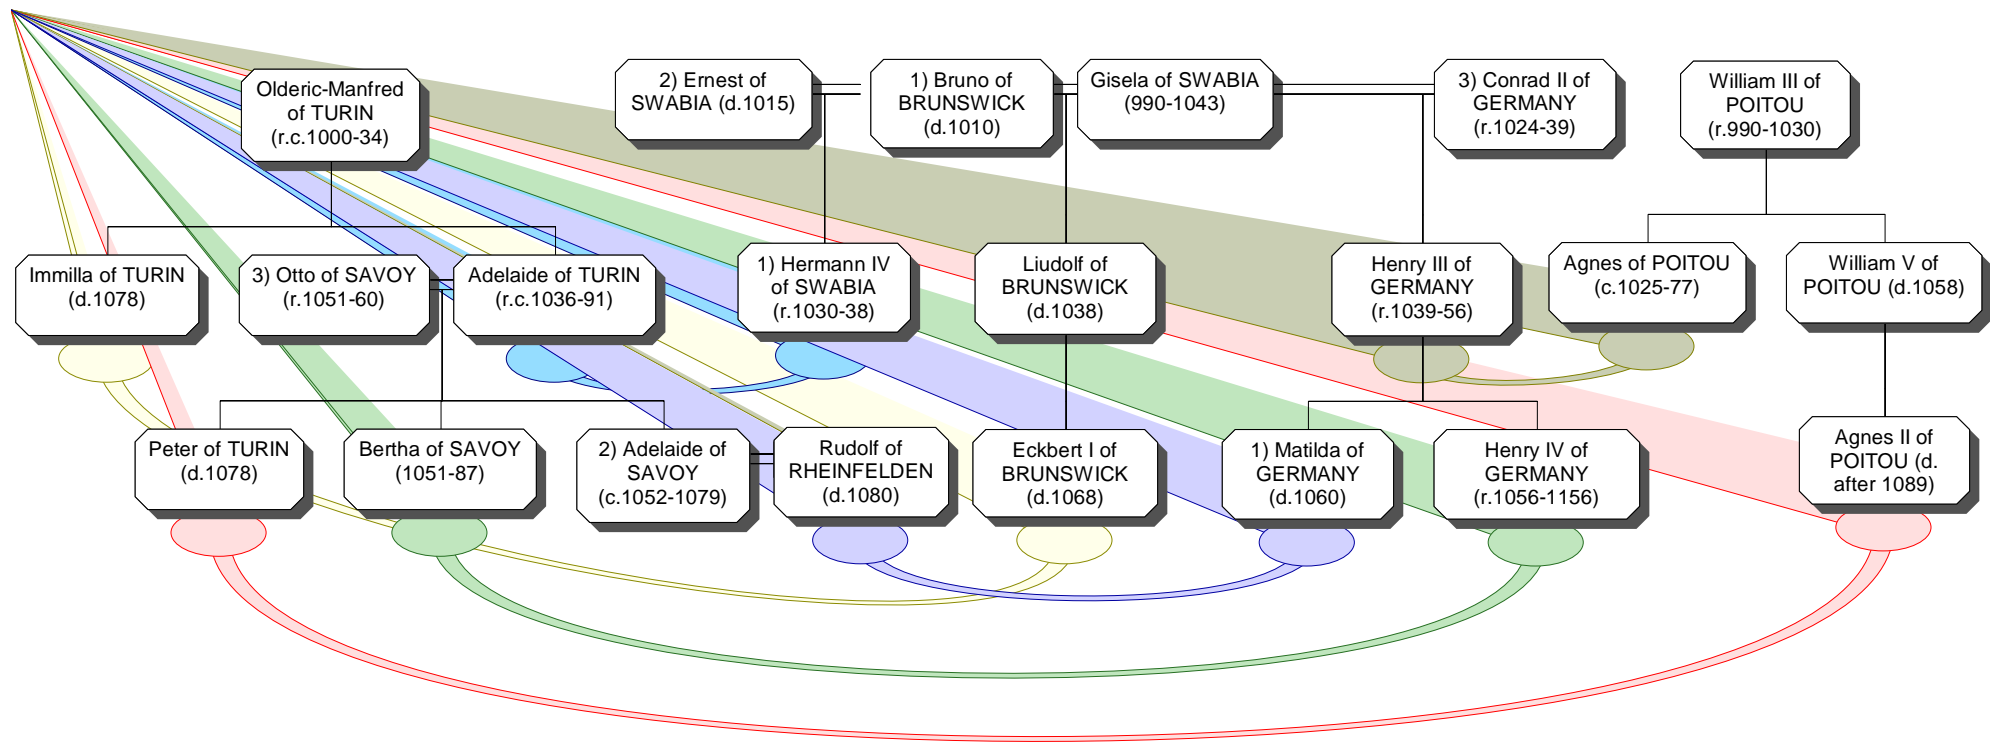 Olderic-Manfred
of TURIN
(r.c.1000-34)
2) Ernest of
SWABIA (d.1015)
1) Bruno of
BRUNSWICK
(d.1010)
Gisela of SWABIA
(990-1043)
3) Conrad II of
GERMANY
(r.1024-39)
William III of
POITOU
(r.990-1030)
Immilla of TURIN
(d.1078)
3) Otto of SAVOY
(r.1051-60)
Adelaide of TURIN
(r.c.1036-91)
1) Hermann IV
of SWABIA
(r.1030-38)
Liudolf of
BRUNSWICK
(d.1038)
Henry III of
GERMANY
(r.1039-56)
Agnes of POITOU
(c.1025-77)
William V of
POITOU (d.1058)
Peter of TURIN
(d.1078)
Bertha of SAVOY
(1051-87)
2) Adelaide of
SAVOY
(c.1052-1079)
Rudolf of
RHEINFELDEN
(d.1080)
Eckbert I of
BRUNSWICK
(d.1068)
1) Matilda of
GERMANY
(d.1060)
Henry IV of
GERMANY
(r.1056-1156)
Agnes II of
POITOU (d.
after 1089)